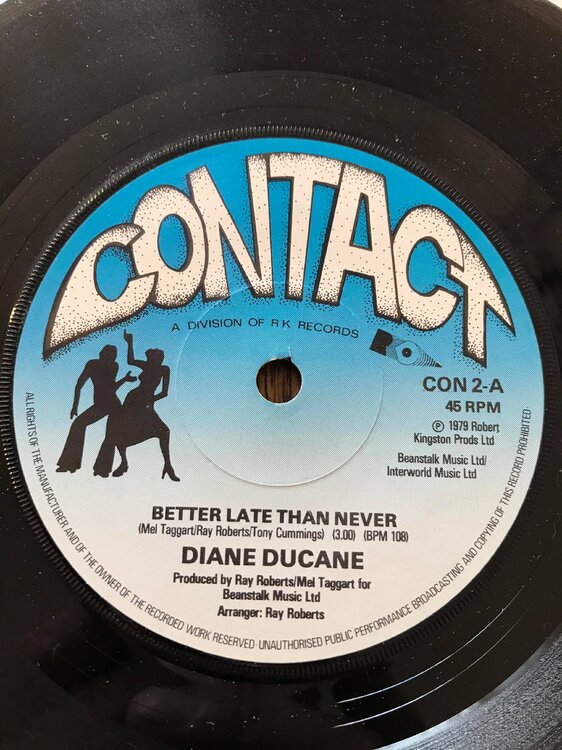 CONTACT
A DIVISION OF R K RECORDS
CON 2-A
45 RPM
℗ 1979 Robert
Kingston Prods Ltd
Beanstalk Music Ltd/
Interworld Music Ltd
BETTER LATE THAN NEVER
(Mel Taggart/Ray Roberts/Tony Cummings) (3.00) (BPM 108)
DIANE DUCANE
Produced by Ray Roberts/Mel Taggart for
Beanstalk Music Ltd
Arranger: Ray Roberts
ALL RIGHTS OF THE MANUFACTURER AND OF THE OWNER OF THE RECORDED WORK RESERVED·UNAUTHORISED PUBLIC PERFORMANCE BROADCASTING AND COPYING OF THIS RECORD PROHIBITED·